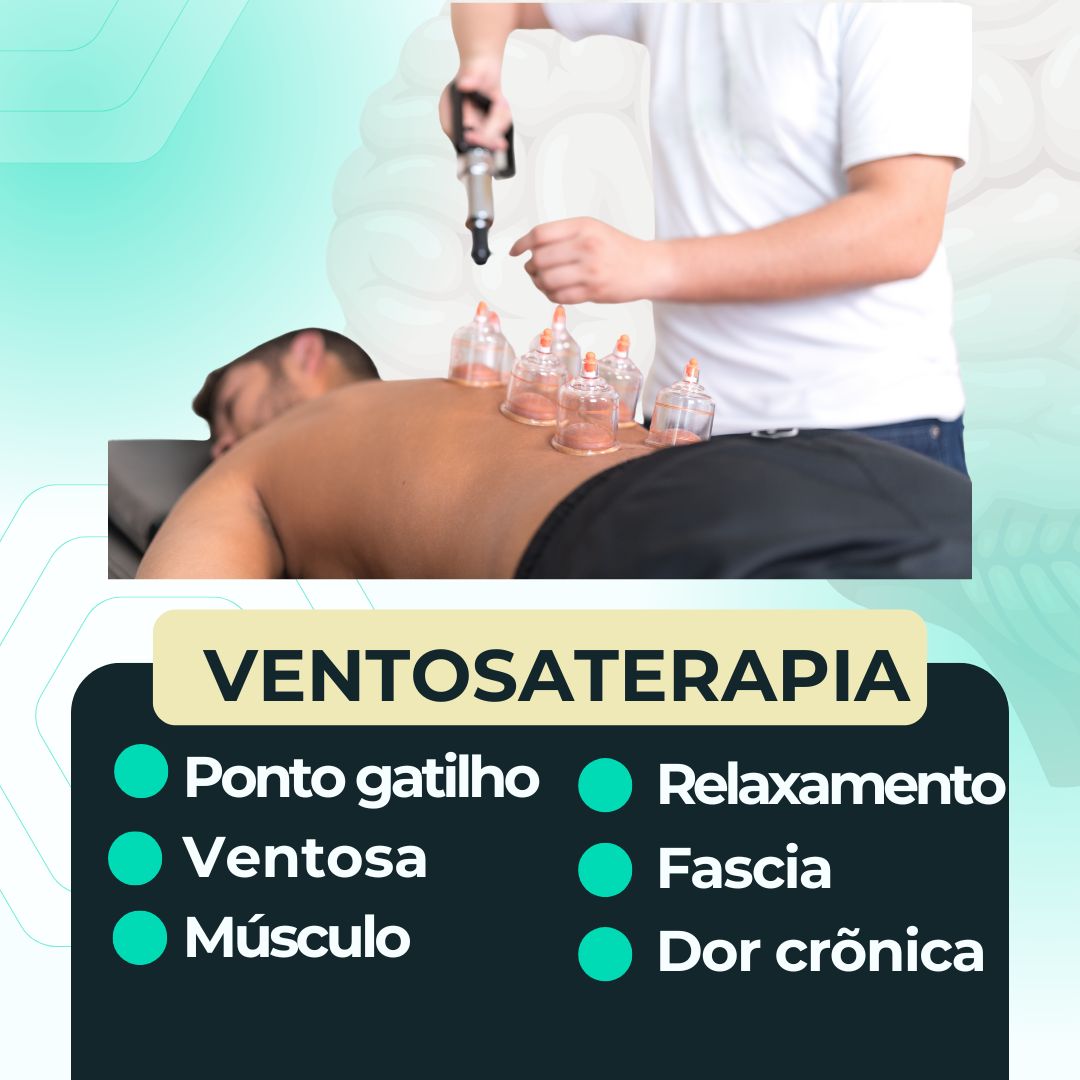 VENTOSATERAPIA
Ponto gatilho
Ventosa
Músculo
Relaxamento
Fascia
Dor crõnica